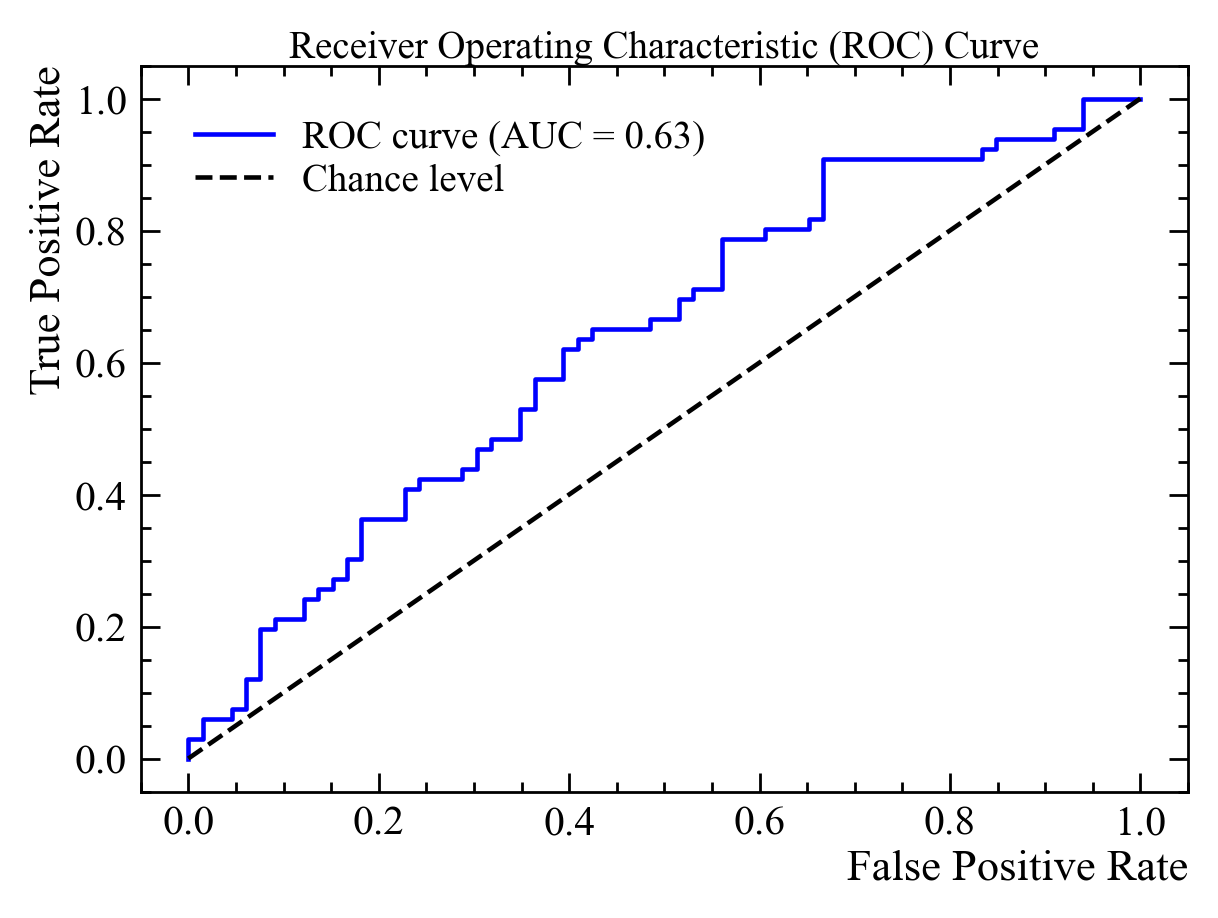 Receiver Operating Characteristic (ROC) Curve
True Positive Rate
1.0
0.8
0.6
0.4
0.2
0.0
ROC curve (AUC = 0.63)
Chance level
0.0 0.2 0.4 0.6 0.8 1.0
False Positive Rate